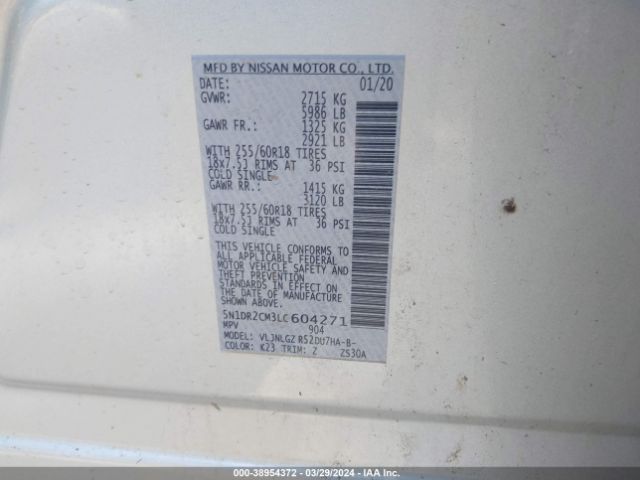 MFD BY NISSAN MOTOR CO., LTD.
DATE: 01/20
GVWR: 2715 KG
5986 LB
GAWR FR.: 1325 KG
2921 LB
WITH 255/60R18 TIRES
18x7.5J RIMS AT 36 PSI
COLD SINGLE
GAWR RR.: 1415 KG
3120 LB
WITH 255/60R18 TIRES
18x7.5J RIMS AT 36 PSI
COLD SINGLE
THIS VEHICLE CONFORMS TO
ALL APPLICABLE FEDERAL
MOTOR VEHICLE SAFETY AND
THEFT PREVENTION
STANDARDS IN EFFECT ON
THE DATE OF MANUFACTURE
SHOWN ABOVE.
5N1DR2CM3LC604271
MPV 904
MODEL: VLJNLGZ R52DU7HA-B-
COLOR: K23 TRIM: Z ZS30A
000-38954372 | 03/29/2024 | IAA Inc.